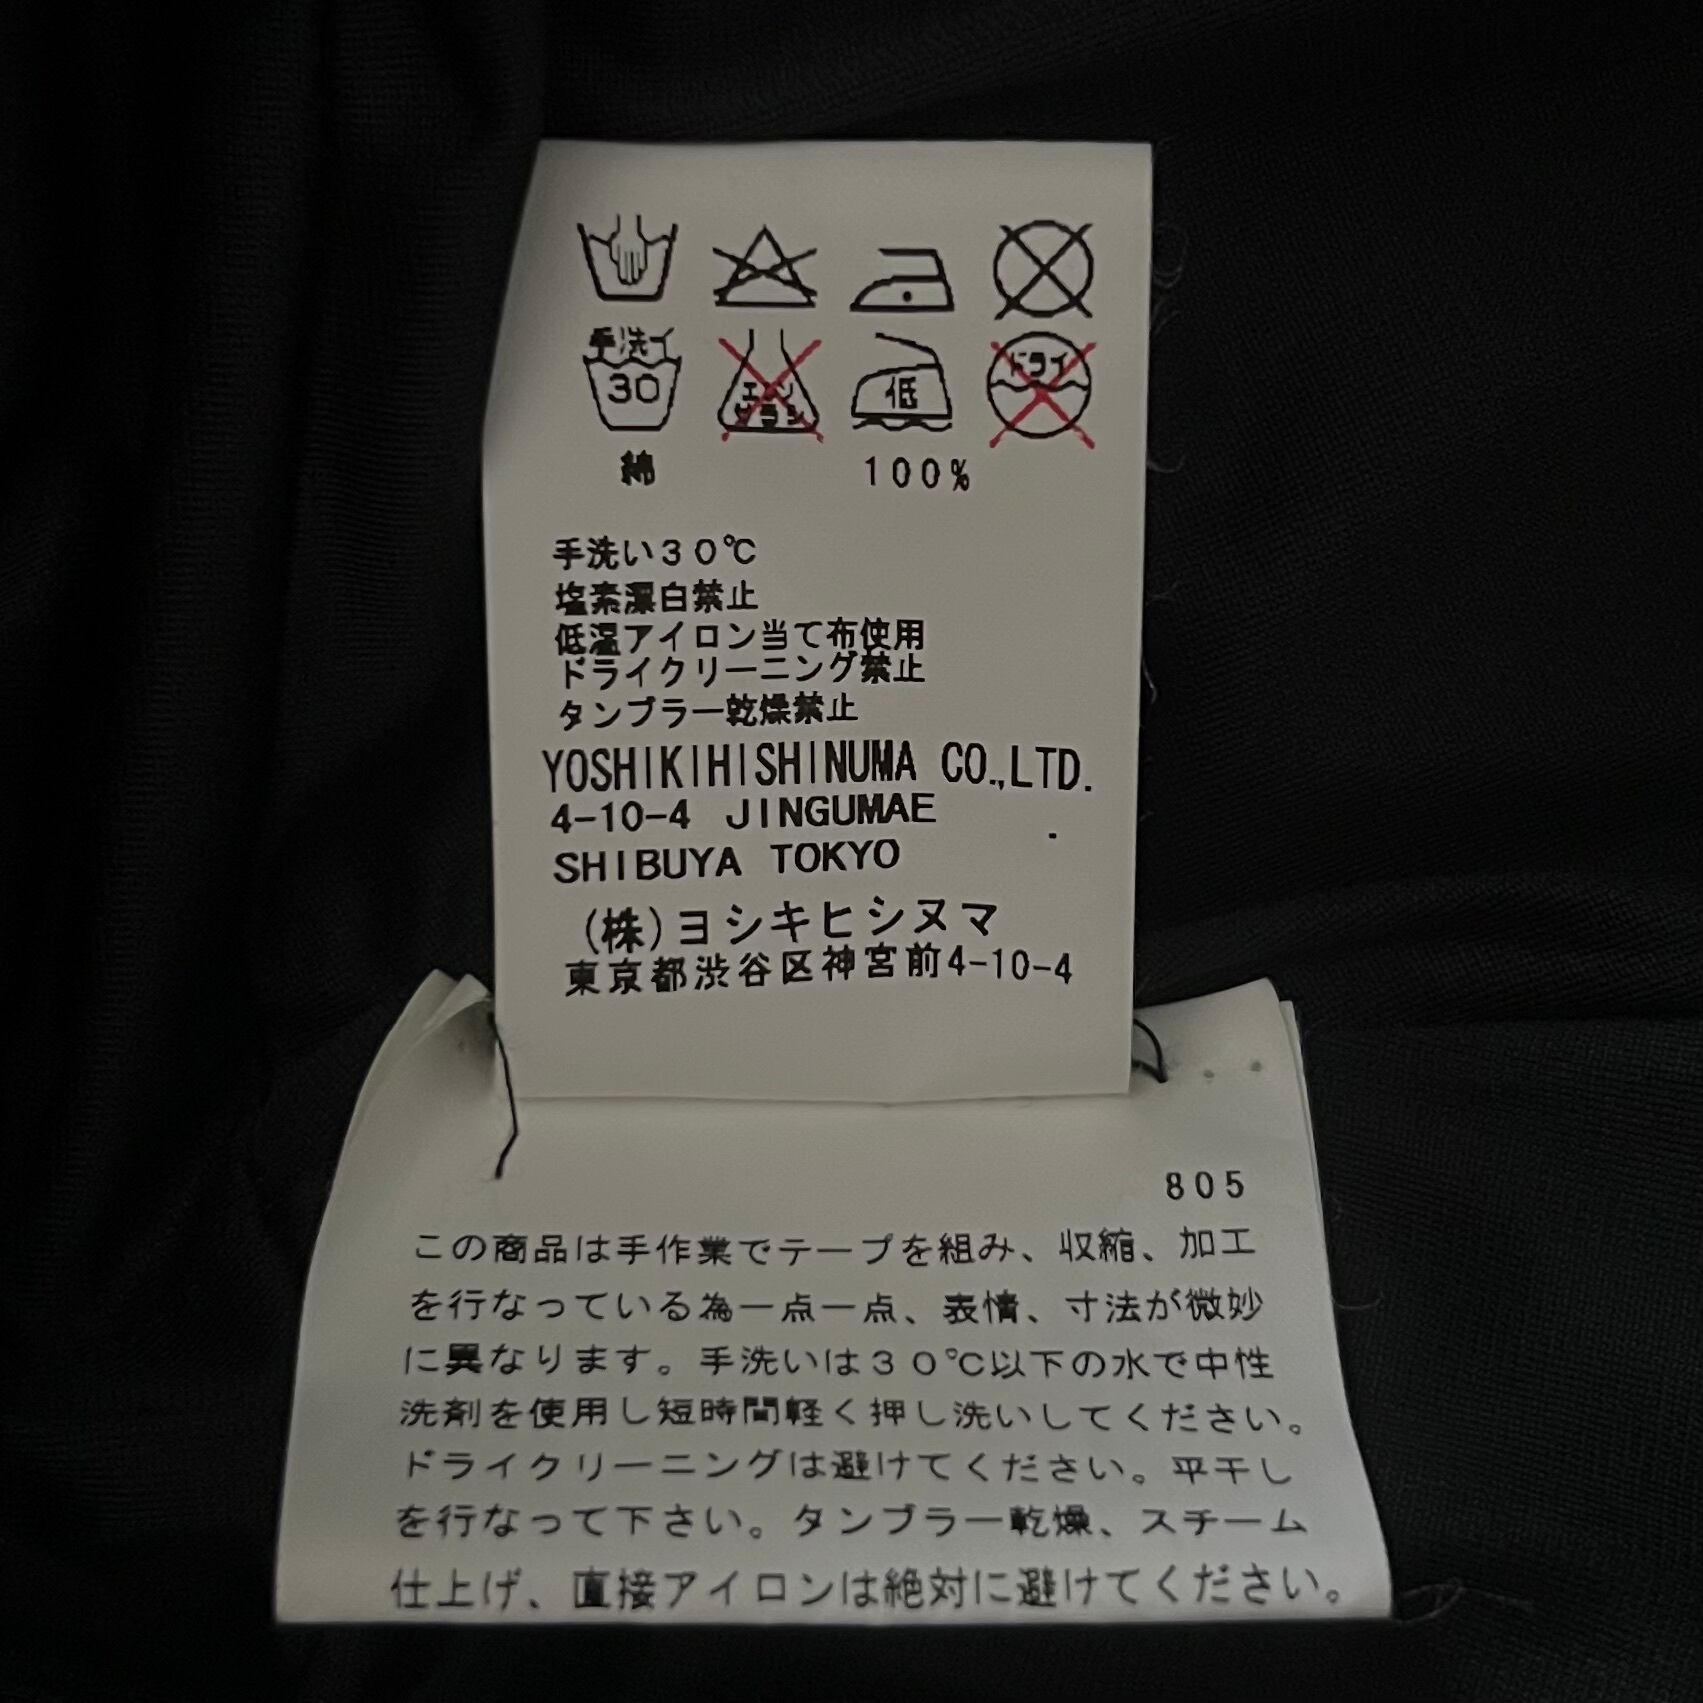 手洗イ
30
エンソ
サラシ
低
ドライ
綿 100%
手洗い30℃
塩素漂白禁止
低温アイロン当て布使用
ドライクリーニング禁止
タンブラー乾燥禁止
YOSHIKIHISHINUMA CO.,LTD.
4-10-4 JINGUMAE
SHIBUYA TOKYO
(株)ヨシキヒシヌマ
東京都渋谷区神宮前4-10-4
805
この商品は手作業でテープを組み、収縮、加工
を行なっている為一点一点、表情、寸法が微妙
に異なります。手洗いは30℃以下の水で中性
洗剤を使用し短時間軽く押し洗いしてください。
ドライクリーニングは避けてください。平干し
を行なって下さい。タンブラー乾燥、スチーム
仕上げ、直接アイロンは絶対に避けてください。